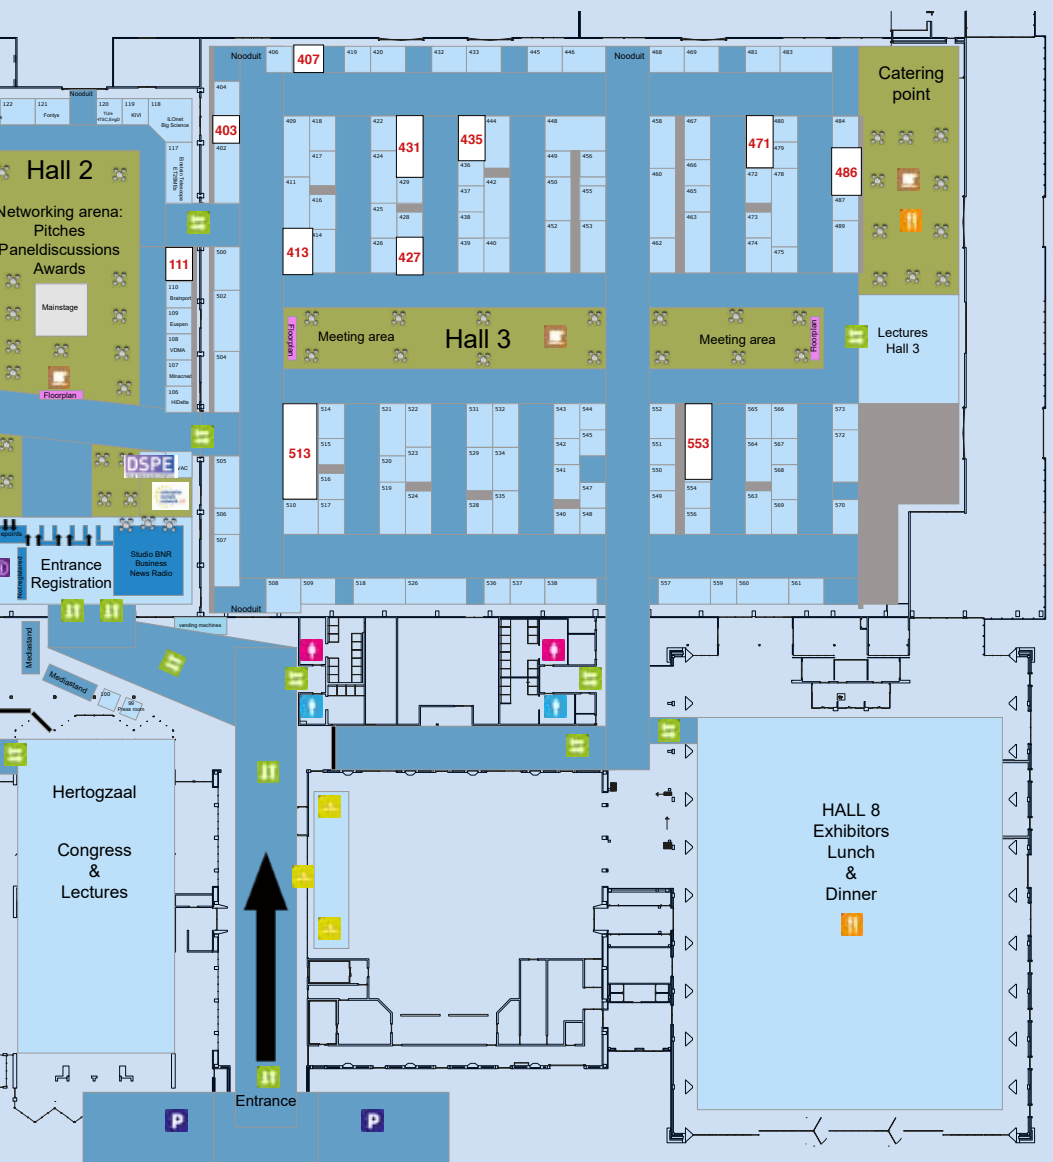 Nooduit
406
407
419
420
432
433
445
446
Nooduit
468
469
481
483
Catering
point
404
403
402
122
121
Fontys
Nooduit
120
TU/e
119
KIVI
118
ILOnet
Big Science
117
Einstein Telescope
Hall 2
Networking arena:
Pitches
Paneldiscussions
Awards
Mainstage
Floorplan
111
110
Brainport
109
Euspen
108
VDMA
107
Minacned
106
HiDelta
500
502
504
505
506
507
409
418
417
411
416
413
414
422
424
431
429
425
428
426
427
435
444
436
442
437
438
439
440
448
449
456
450
455
452
453
458
467
466
460
465
463
462
471
480
479
472
478
473
474
475
484
486
487
489
Floorplan
Meeting area
Hall 3
Meeting area
Floorplan
Lectures
Hall 3
513
514
515
516
510
517
521
522
523
520
519
524
531
532
529
534
528
535
543
544
545
542
541
547
540
548
552
551
550
549
553
554
556
565
566
564
567
568
563
569
573
572
570
DSPE
VAC
Entrance
Registration
Studio BNR
Business
News Radio
Nooduit
508
509
518
526
536
537
538
557
559
560
561
vending machines
Mediastand
Mediastand
100
99
Press room
Hertogzaal
Congress
&
Lectures
HALL 8
Exhibitors
Lunch
&
Dinner
Entrance
P
P